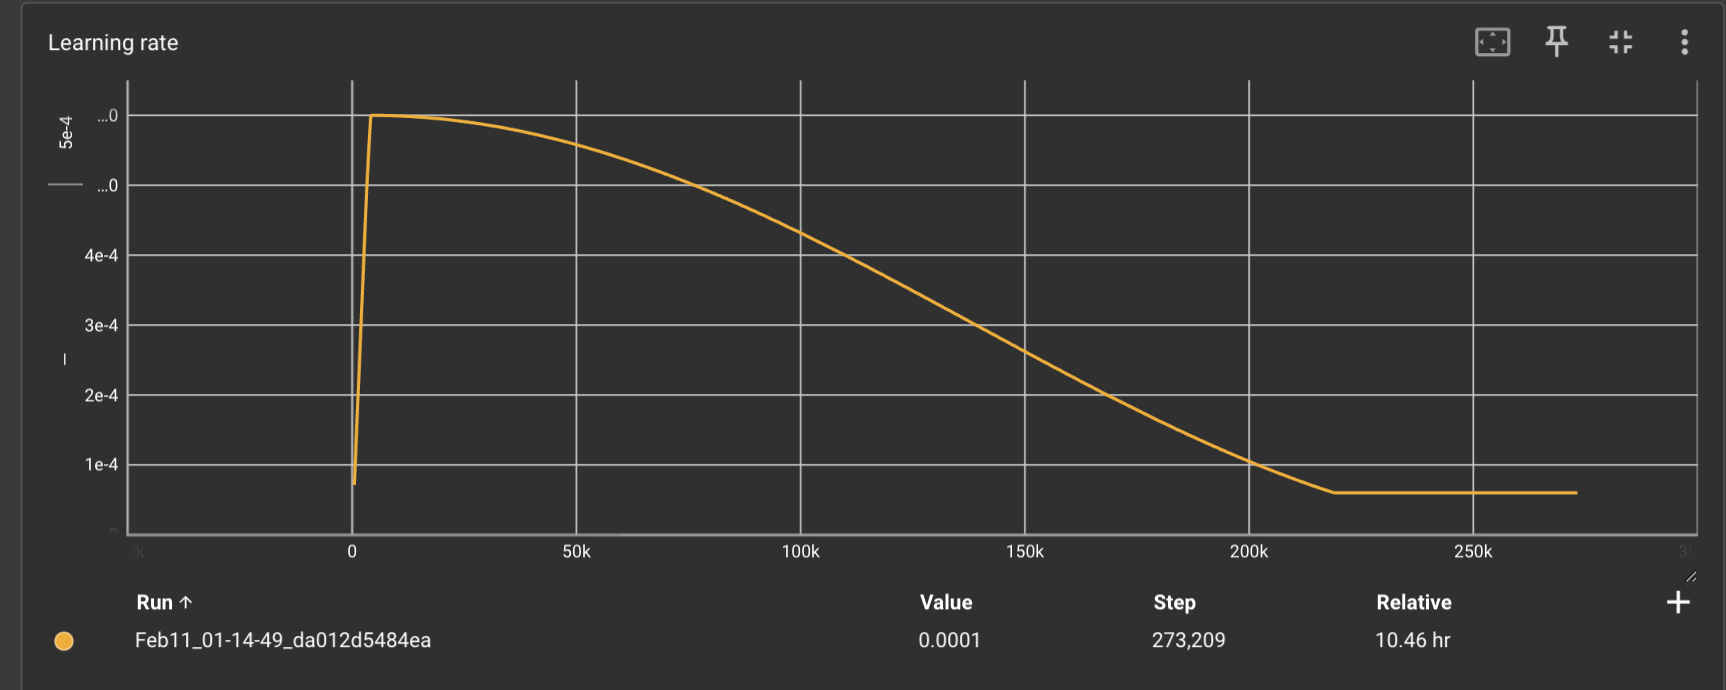 Learning rate
5e-4
...0
...0
4e-4
3e-4
2e-4
1e-4
0 50k 100k 150k 200k 250k
Run ↑ Value Step Relative
Feb11_01-14-49_da012d5484ea 0.0001 273,209 10.46 hr